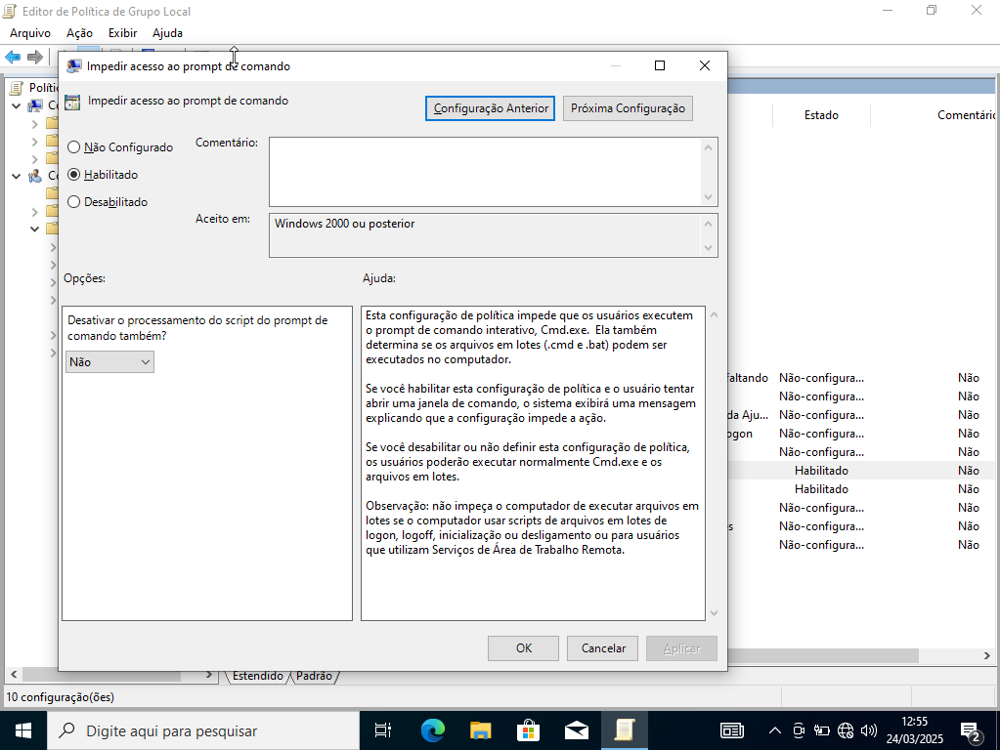 Editor de Política de Grupo Local
Arquivo Ação Exibir Ajuda
Impedir acesso ao prompt de comando
Impedir acesso ao prompt de comando
Configuração Anterior
Próxima Configuração
Não Configurado
Habilitado
Desabilitado
Comentário:
Aceito em:
Windows 2000 ou posterior
Opções:
Ajuda:
Desativar o processamento do script do prompt de
comando também?
Não
Esta configuração de política impede que os usuários executem
o prompt de comando interativo, Cmd.exe.  Ela também
determina se os arquivos em lotes (.cmd e .bat) podem ser
executados no computador.
Se você habilitar esta configuração de política e o usuário tentar
abrir uma janela de comando, o sistema exibirá uma mensagem
explicando que a configuração impede a ação.
Se você desabilitar ou não definir esta configuração de política,
os usuários poderão executar normalmente Cmd.exe e os
arquivos em lotes.
Observação: não impeça o computador de executar arquivos em
lotes se o computador usar scripts de arquivos em lotes de
logon, logoff, inicialização ou desligamento ou para usuários
que utilizam Serviços de Área de Trabalho Remota.
OK
Cancelar
Aplicar
Estado Comentário
faltando Não-configura... Não
Não-configura... Não
da Aju... Não-configura... Não
ogon Não-configura... Não
Não-configura... Não
Habilitado Não
Habilitado Não
Não-configura... Não
s Não-configura... Não
Não-configura... Não
Estendido Padrão
10 configuração(ões)
Digite aqui para pesquisar
12:55
24/03/2025
2